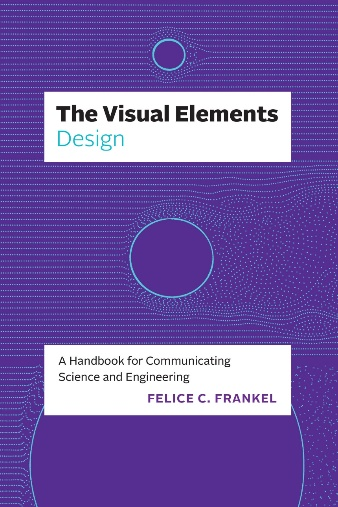 The Visual Elements
Design
A Handbook for Communicating
Science and Engineering
FELICE C. FRANKEL